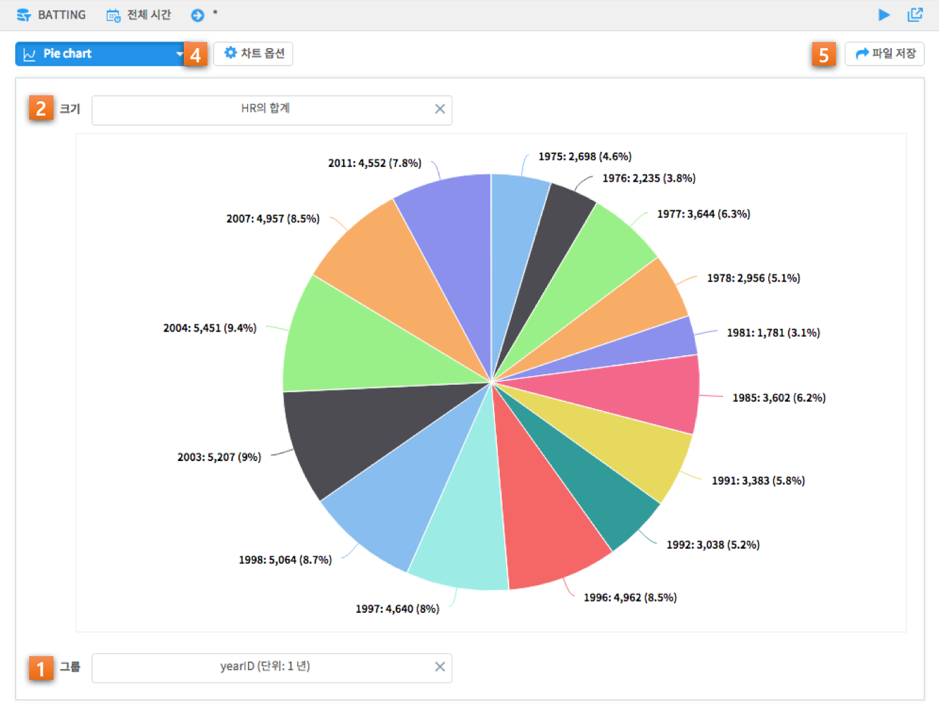 BATTING 전체 시간 *
Pie chart 4 차트 옵션 5 파일 저장
2 크기 HR의 합계
2011: 4,552 (7.8%)
1975: 2,698 (4.6%)
1976: 2,235 (3.8%)
2007: 4,957 (8.5%)
1977: 3,644 (6.3%)
1978: 2,956 (5.1%)
2004: 5,451 (9.4%)
1981: 1,781 (3.1%)
1985: 3,602 (6.2%)
2003: 5,207 (9%)
1991: 3,383 (5.8%)
1992: 3,038 (5.2%)
1998: 5,064 (8.7%)
1996: 4,962 (8.5%)
1997: 4,640 (8%)
1 그룹 yearID (단위: 1 년)